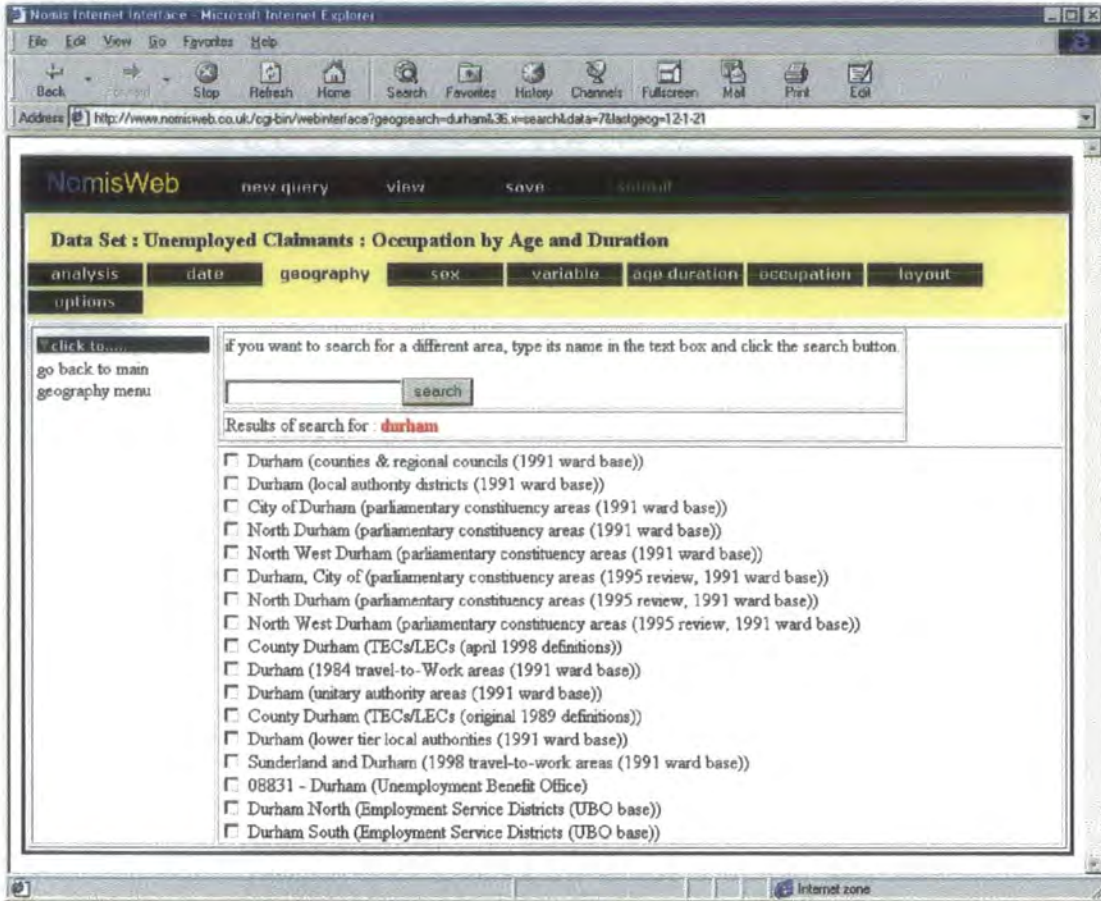 Nomis Internet Interface - Microsoft Internet Explorer
File Edit View Go Favorites Help
Back Forward Stop Refresh Home Search Favorites History Channels Fullscreen Mail Print Edit
Address http://www.nomisweb.co.uk/cgi-bin/webinterface?geogsearch=durham&36.x=search&data=7&lastgeog=12-1-21
NomisWeb new query view save submit
Data Set : Unemployed Claimants : Occupation by Age and Duration
analysis date geography sex variable age duration occupation layout
options
click to.....
go back to main
geography menu
if you want to search for a different area, type its name in the text box and click the search button.
search
Results of search for : durham
Durham (counties & regional councils (1991 ward base))
Durham (local authority districts (1991 ward base))
City of Durham (parliamentary constituency areas (1991 ward base))
North Durham (parliamentary constituency areas (1991 ward base))
North West Durham (parliamentary constituency areas (1991 ward base))
Durham, City of (parliamentary constituency areas (1995 review, 1991 ward base))
North Durham (parliamentary constituency areas (1995 review, 1991 ward base))
North West Durham (parliamentary constituency areas (1995 review, 1991 ward base))
County Durham (TECs/LECs (april 1998 definitions))
Durham (1984 travel-to-Work areas (1991 ward base))
Durham (unitary authority areas (1991 ward base))
County Durham (TECs/LECs (original 1989 definitions))
Durham (lower tier local authorities (1991 ward base))
Sunderland and Durham (1998 travel-to-work areas (1991 ward base))
08831 - Durham (Unemployment Benefit Office)
Durham North (Employment Service Districts (UBO base))
Durham South (Employment Service Districts (UBO base))
Internet zone